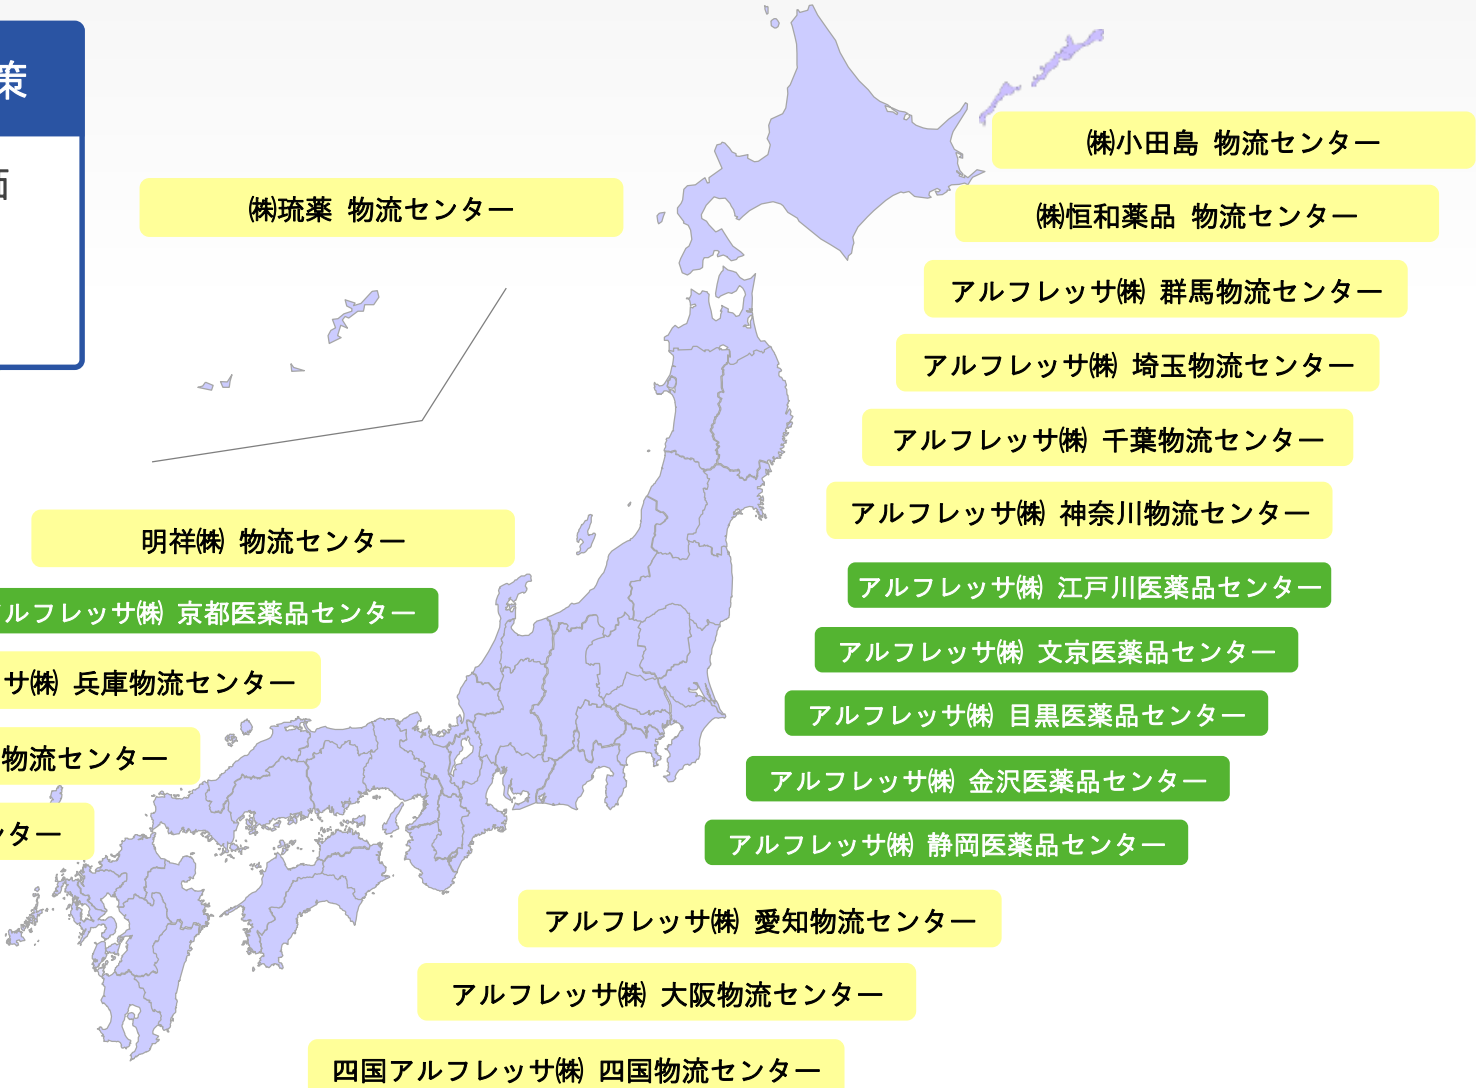 策
㈱琉薬 物流センター
㈱小田島 物流センター
㈱恒和薬品 物流センター
アルフレッサ㈱ 群馬物流センター
アルフレッサ㈱ 埼玉物流センター
アルフレッサ㈱ 千葉物流センター
アルフレッサ㈱ 神奈川物流センター
アルフレッサ㈱ 江戸川医薬品センター
アルフレッサ㈱ 文京医薬品センター
アルフレッサ㈱ 目黒医薬品センター
アルフレッサ㈱ 金沢医薬品センター
アルフレッサ㈱ 静岡医薬品センター
アルフレッサ㈱ 愛知物流センター
アルフレッサ㈱ 大阪物流センター
四国アルフレッサ㈱ 四国物流センター
明祥㈱ 物流センター
ルフレッサ㈱ 京都医薬品センター
サ㈱ 兵庫物流センター
物流センター
ター